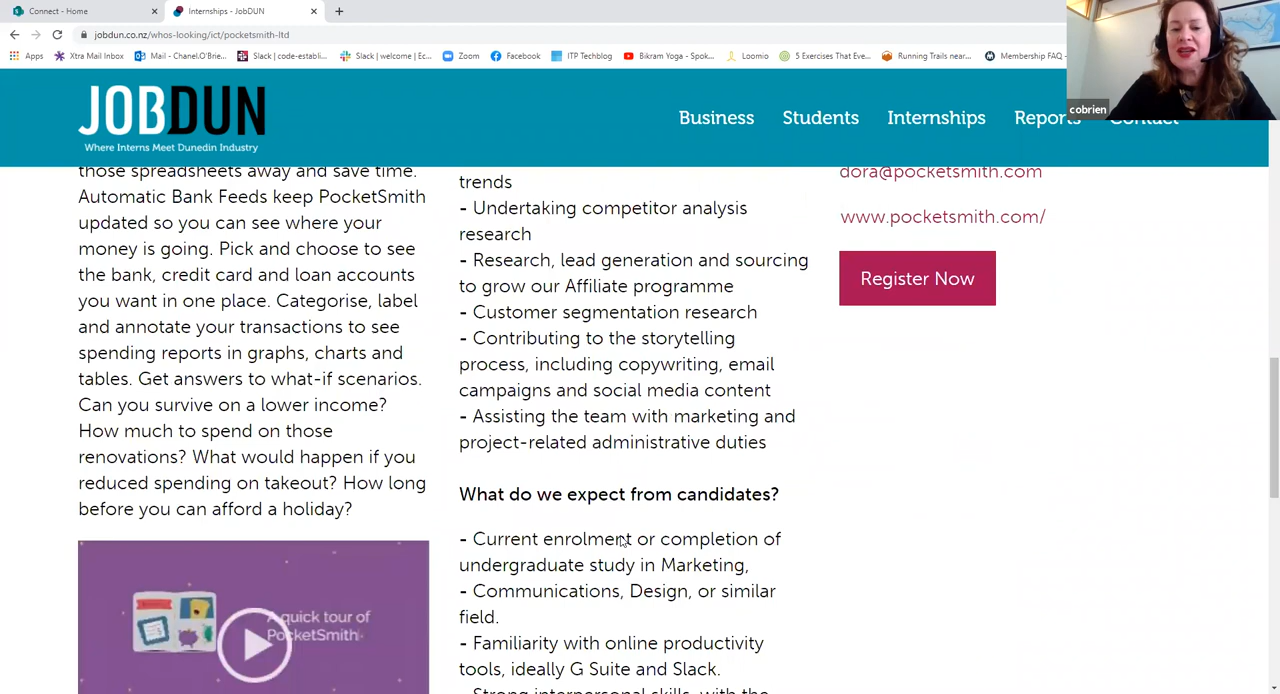 Connect - Home
Internships - JobDUN
jobdun.co.nz/whos-looking/ict/pocketsmith-ltd
Apps
Xtra Mail Inbox
Mail - Chanel.O'Brie...
Slack | code-establi...
Slack | welcome | Ec...
Zoom
Facebook
ITP Techblog
Bikram Yoga - Spok...
Loomio
5 Exercises That Eve...
Running Trails near...
Membership FAQ -
cobrien
JOBDUN
Where Interns Meet Dunedin Industry
Business
Students
Internships
Reports
Contact
those spreadsheets away and save time.
Automatic Bank Feeds keep PocketSmith
updated so you can see where your
money is going. Pick and choose to see
the bank, credit card and loan accounts
you want in one place. Categorise, label
and annotate your transactions to see
spending reports in graphs, charts and
tables. Get answers to what-if scenarios.
Can you survive on a lower income?
How much to spend on those
renovations? What would happen if you
reduced spending on takeout? How long
before you can afford a holiday?
A quick tour of
PocketSmith
trends
- Undertaking competitor analysis
research
- Research, lead generation and sourcing
to grow our Affiliate programme
- Customer segmentation research
- Contributing to the storytelling
process, including copywriting, email
campaigns and social media content
- Assisting the team with marketing and
project-related administrative duties
What do we expect from candidates?
- Current enrolment or completion of
undergraduate study in Marketing,
- Communications, Design, or similar
field.
- Familiarity with online productivity
tools, ideally G Suite and Slack.
- Strong interpersonal skills, with the
dora@pocketsmith.com
www.pocketsmith.com/
Register Now